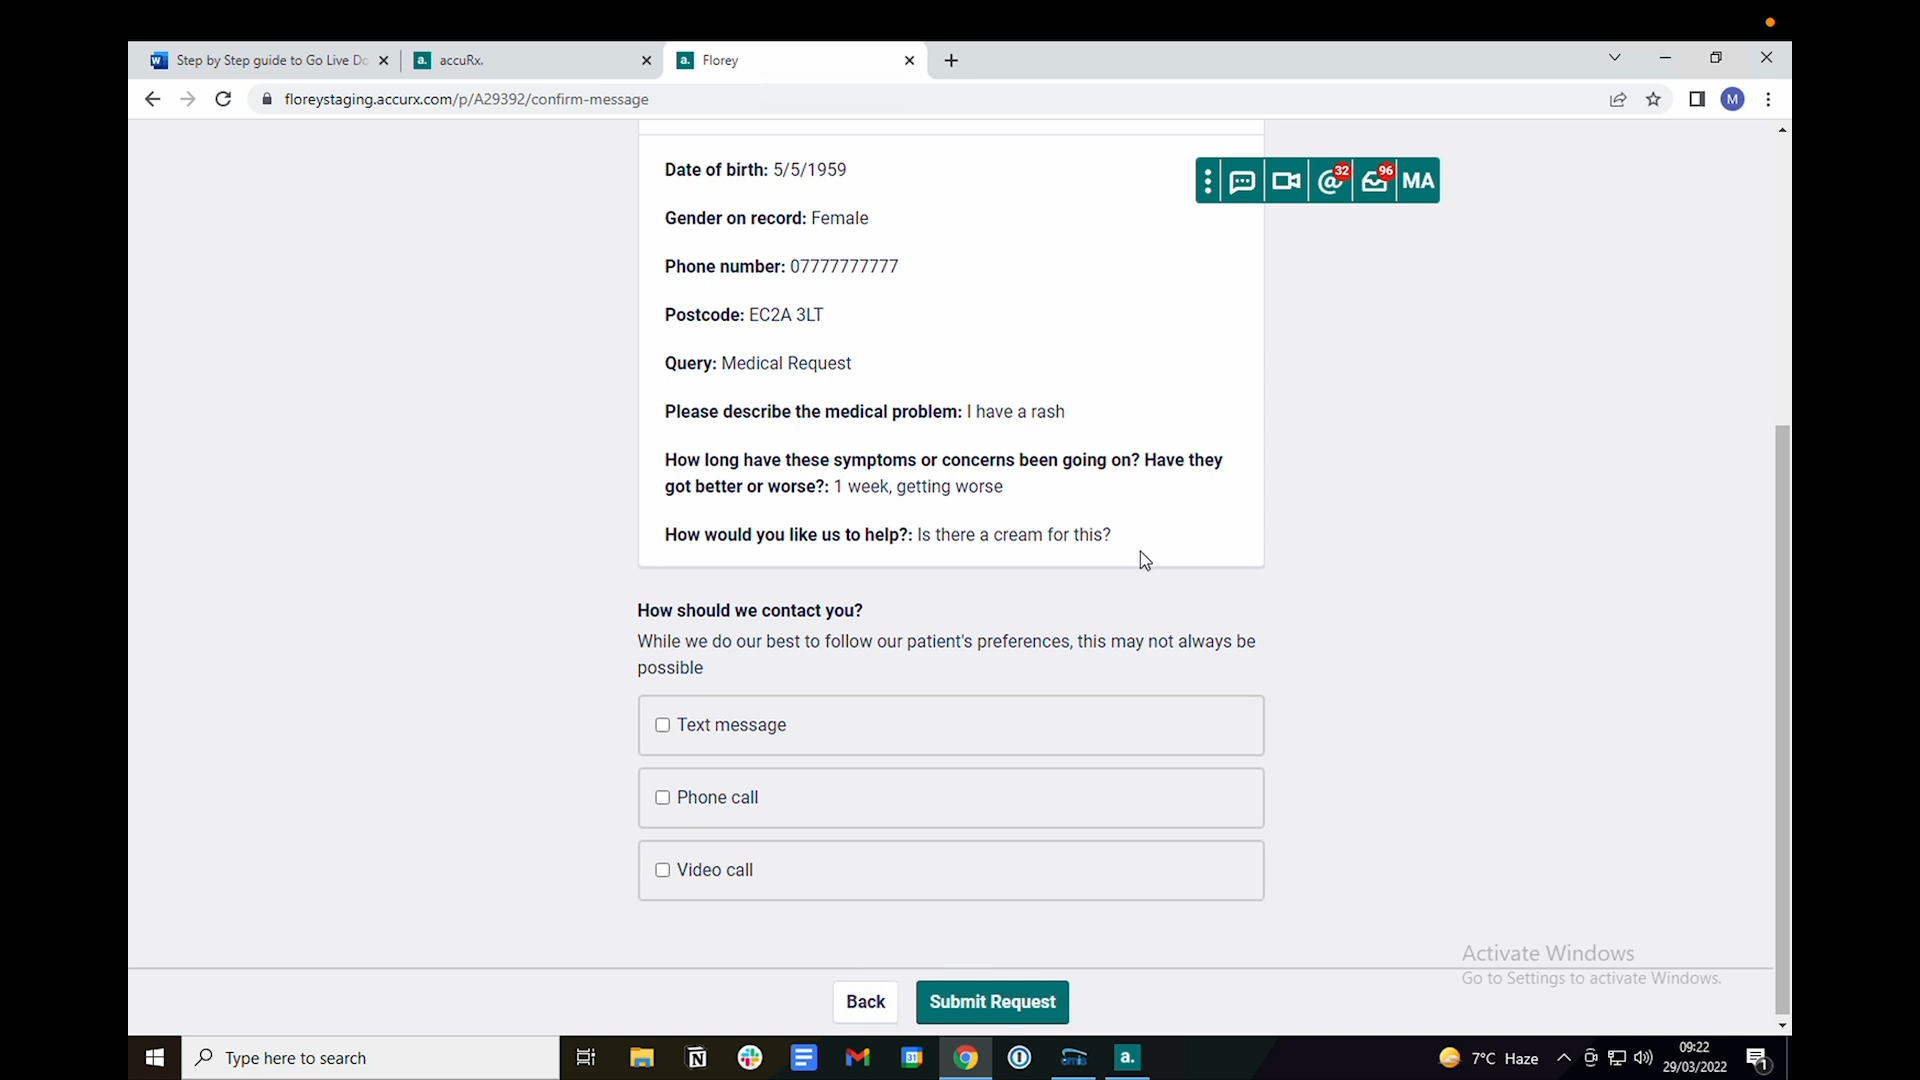 Step by Step guide to Go Live Do
accuRx.
Florey
floreystaging.accurx.com/p/A29392/confirm-message
M
Date of birth: 5/5/1959
32
96
MA
Gender on record: Female
Phone number: 07777777777
Postcode: EC2A 3LT
Query: Medical Request
Please describe the medical problem: I have a rash
How long have these symptoms or concerns been going on? Have they
got better or worse?: 1 week, getting worse
How would you like us to help?: Is there a cream for this?
How should we contact you?
While we do our best to follow our patient's preferences, this may not always be
possible
Text message
Phone call
Video call
Activate Windows
Go to Settings to activate Windows.
Back
Submit Request
Type here to search
31
a.
7°C Haze
09:22
29/03/2022
1